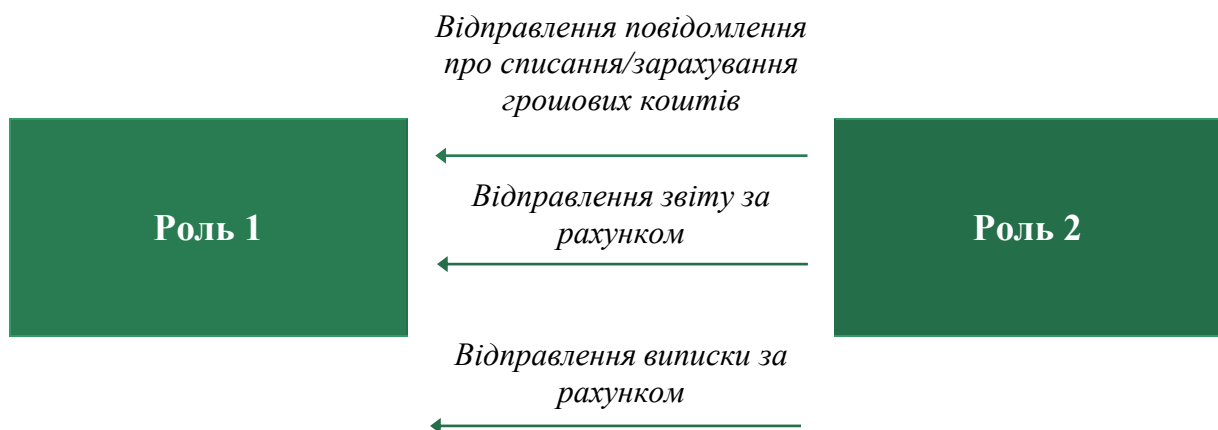 Відправлення повідомлення
про списання/зарахування
грошових коштів
Роль 1
Відправлення звіту за
рахунком
Роль 2
Відправлення виписки за
рахунком